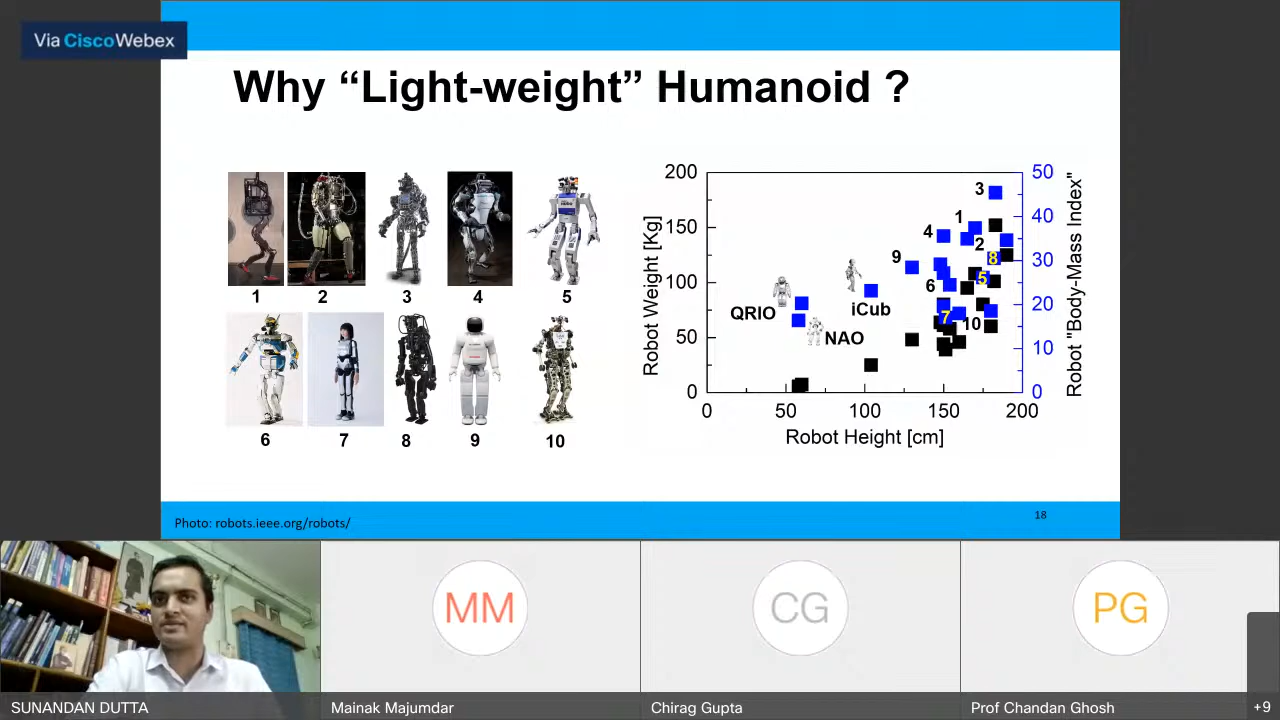 Via CiscoWebex
Why “Light-weight” Humanoid ?
1 2 3 4 5
6 7 8 9 10
Robot Weight [Kg]
200
150
100
50
0
0 50 100 150 200
Robot Height [cm]
50
40
30
20
10
0
Robot "Body-Mass Index"
3
1
4
2
9
8
5
6
7
10
QRIO
NAO
iCub
Photo: robots.ieee.org/robots/
18
MM
CG
PG
SUNANDAN DUTTA
Mainak Majumdar
Chirag Gupta
Prof Chandan Ghosh
+9